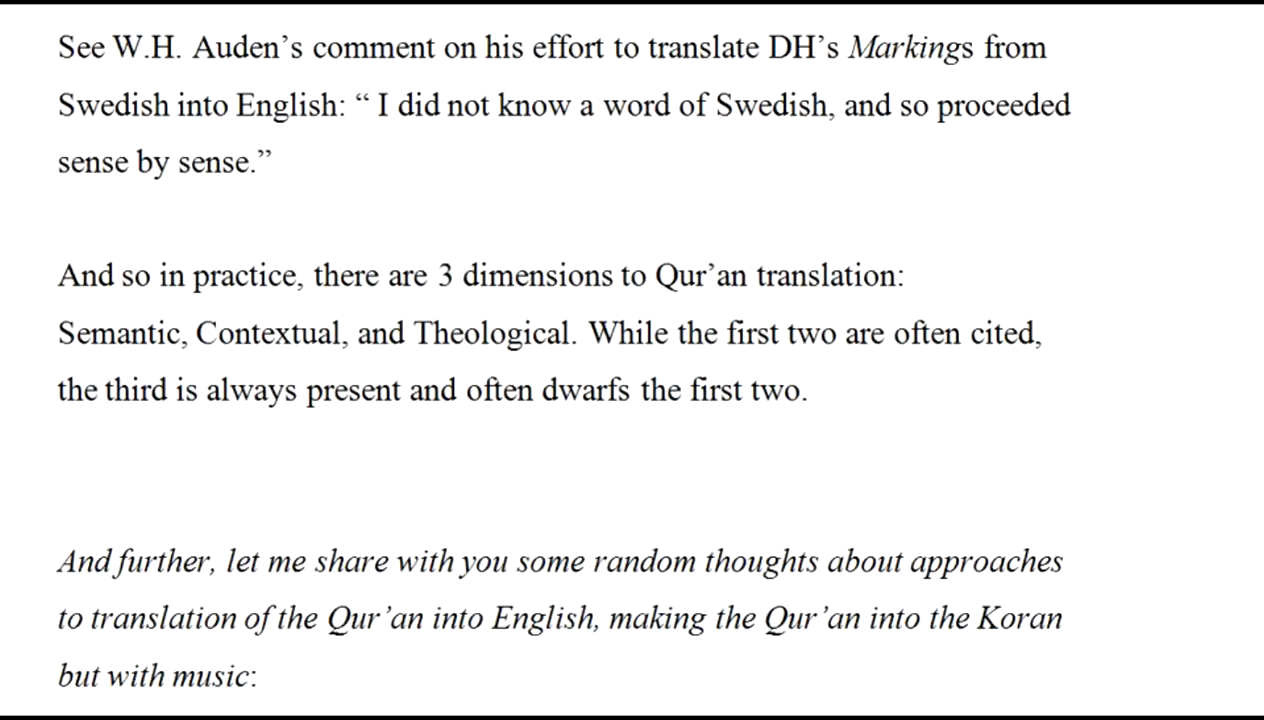 See W.H. Auden’s comment on his effort to translate DH’s Markings from
Swedish into English: “ I did not know a word of Swedish, and so proceeded
sense by sense.”
And so in practice, there are 3 dimensions to Qur’an translation:
Semantic, Contextual, and Theological. While the first two are often cited,
the third is always present and often dwarfs the first two.
And further, let me share with you some random thoughts about approaches
to translation of the Qur’an into English, making the Qur’an into the Koran
but with music: